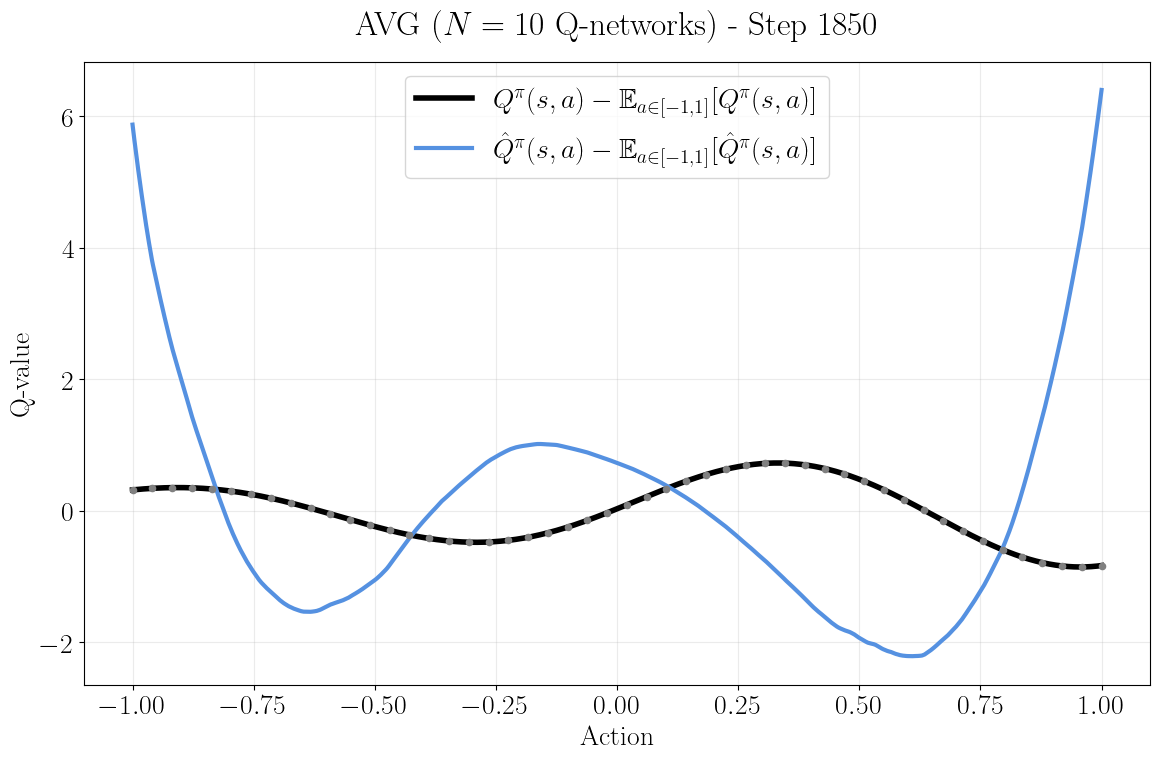 AVG (N = 10 Q-networks) - Step 1850
Q^π(s, a) − 𝔼_{a∈[−1,1]}[Q^π(s, a)]
Q̂^π(s, a) − 𝔼_{a∈[−1,1]}[Q̂^π(s, a)]
Q-value
6
4
2
0
−2
−1.00 −0.75 −0.50 −0.25 0.00 0.25 0.50 0.75 1.00
Action